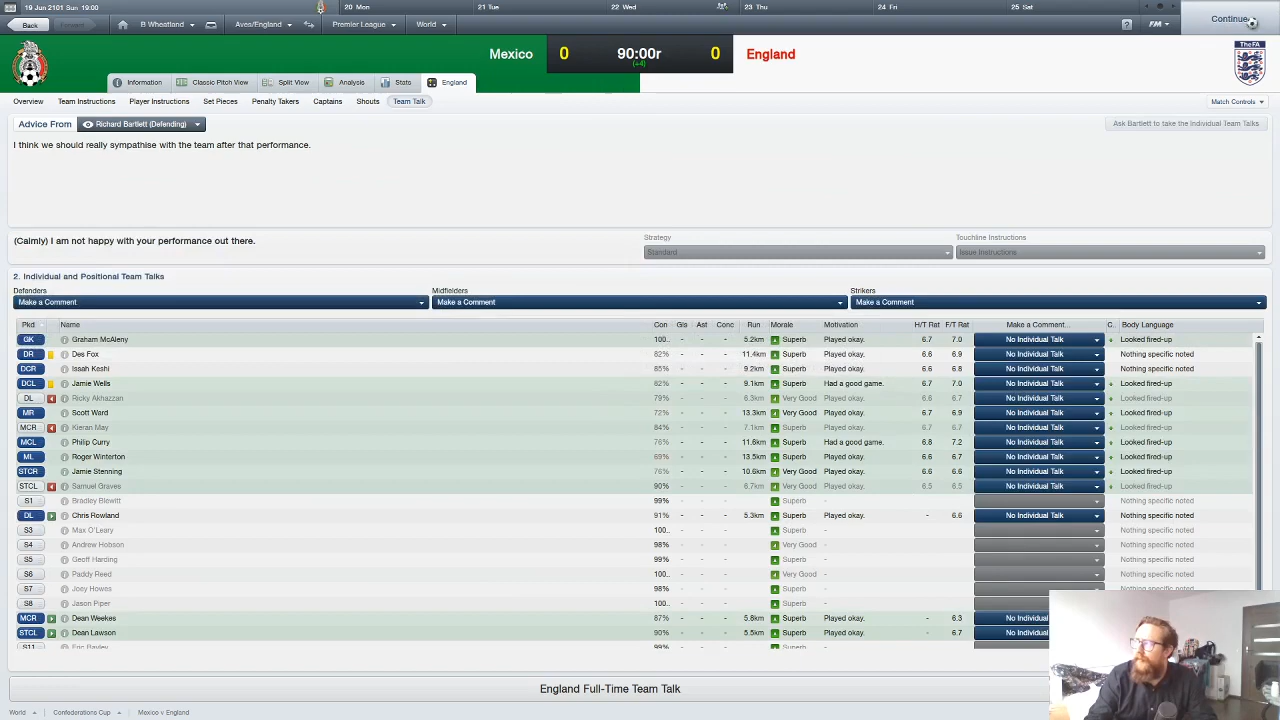 19 Jun 2101 Sun 19:00 20 Mon 21 Tue 22 Wed 23 Thu 24 Fri 25 Sat
Back Forward B Wheatland Aves/England Premier League World ? FM Continue
Mexico 0 90:00r 0 England
(+4)
TheFA
Information Classic Pitch View Split View Analysis Stats England
Overview Team Instructions Player Instructions Set Pieces Penalty Takers Captains Shouts Team Talk Match Controls
Advice From Richard Bartlett (Defending) Ask Bartlett to take the Individual Team Talks
I think we should really sympathise with the team after that performance.
(Calmly) I am not happy with your performance out there.
Strategy Touchline Instructions
Standard Issue Instructions
2. Individual and Positional Team Talks
Defenders Midfielders Strikers
Make a Comment Make a Comment Make a Comment
Pkd Name Con Gls Ast Conc Run Morale Motivation H/T Rat F/T Rat Make a Comment... C.. Body Language
GK Graham McAleny 100.. - - - 5.2km Superb Played okay. 6.7 7.0 No Individual Talk Looked fired-up
DR Des Fox 82% - - - 11.4km Superb Played okay. 6.6 6.9 No Individual Talk Nothing specific noted
DCR Issah Keshi 85% - - - 9.2km Superb Played okay. 6.6 6.8 No Individual Talk Nothing specific noted
DCL Jamie Wells 82% - - - 9.1km Superb Had a good game. 6.7 7.0 No Individual Talk Looked fired-up
DL Ricky Akhazzan 79% - - - 6.3km Very Good Played okay. 6.6 6.7 No Individual Talk Looked fired-up
MR Scott Ward 72% - - - 13.3km Very Good Played okay. 6.7 6.9 No Individual Talk Looked fired-up
MCR Kieran May 84% - - - 7.1km Superb Played okay. 6.7 6.7 No Individual Talk Looked fired-up
MCL Philip Curry 76% - - - 11.6km Superb Had a good game. 6.8 7.2 No Individual Talk Looked fired-up
ML Roger Winterton 69% - - - 13.5km Superb Played okay. 6.6 6.7 No Individual Talk Looked fired-up
STCR Jamie Stenning 76% - - - 10.6km Very Good Played okay. 6.6 6.6 No Individual Talk Looked fired-up
STCL Samuel Graves 90% - - - 6.7km Very Good Played okay. 6.5 6.5 No Individual Talk Looked fired-up
S1 Bradley Blewitt 99% - - - Superb - Nothing specific noted
DL Chris Rowland 91% - - - 5.3km Superb Played okay. - 6.6 No Individual Talk Nothing specific noted
S3 Max O'Leary 100.. - - - Superb - Nothing specific noted
S4 Andrew Hobson 98% - - - Very Good - Nothing specific noted
S5 Geoff Harding 99% - - - Superb - Nothing specific noted
S6 Paddy Reed 100.. - - - Very Good - Nothing specific noted
S7 Joey Howes 98% - - - Superb - Nothing specific noted
S8 Jason Piper 100.. - - - Superb -
MCR Dean Weekes 87% - - - 5.8km Superb Played okay. - 6.3 No Individual
STCL Dean Lawson 90% - - - 5.5km Superb Played okay. - 6.7 No Individual
S11 Eric Bayley 99% - - - Superb
England Full-Time Team Talk
World Confederations Cup Mexico v England